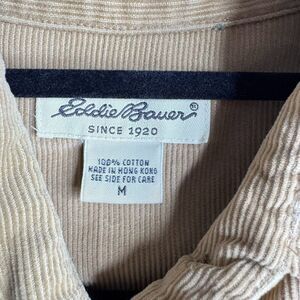 Eddie Bauer®
SINCE 1920
100% COTTON
MADE IN HONG KONG
SEE SIDE FOR CARE
M